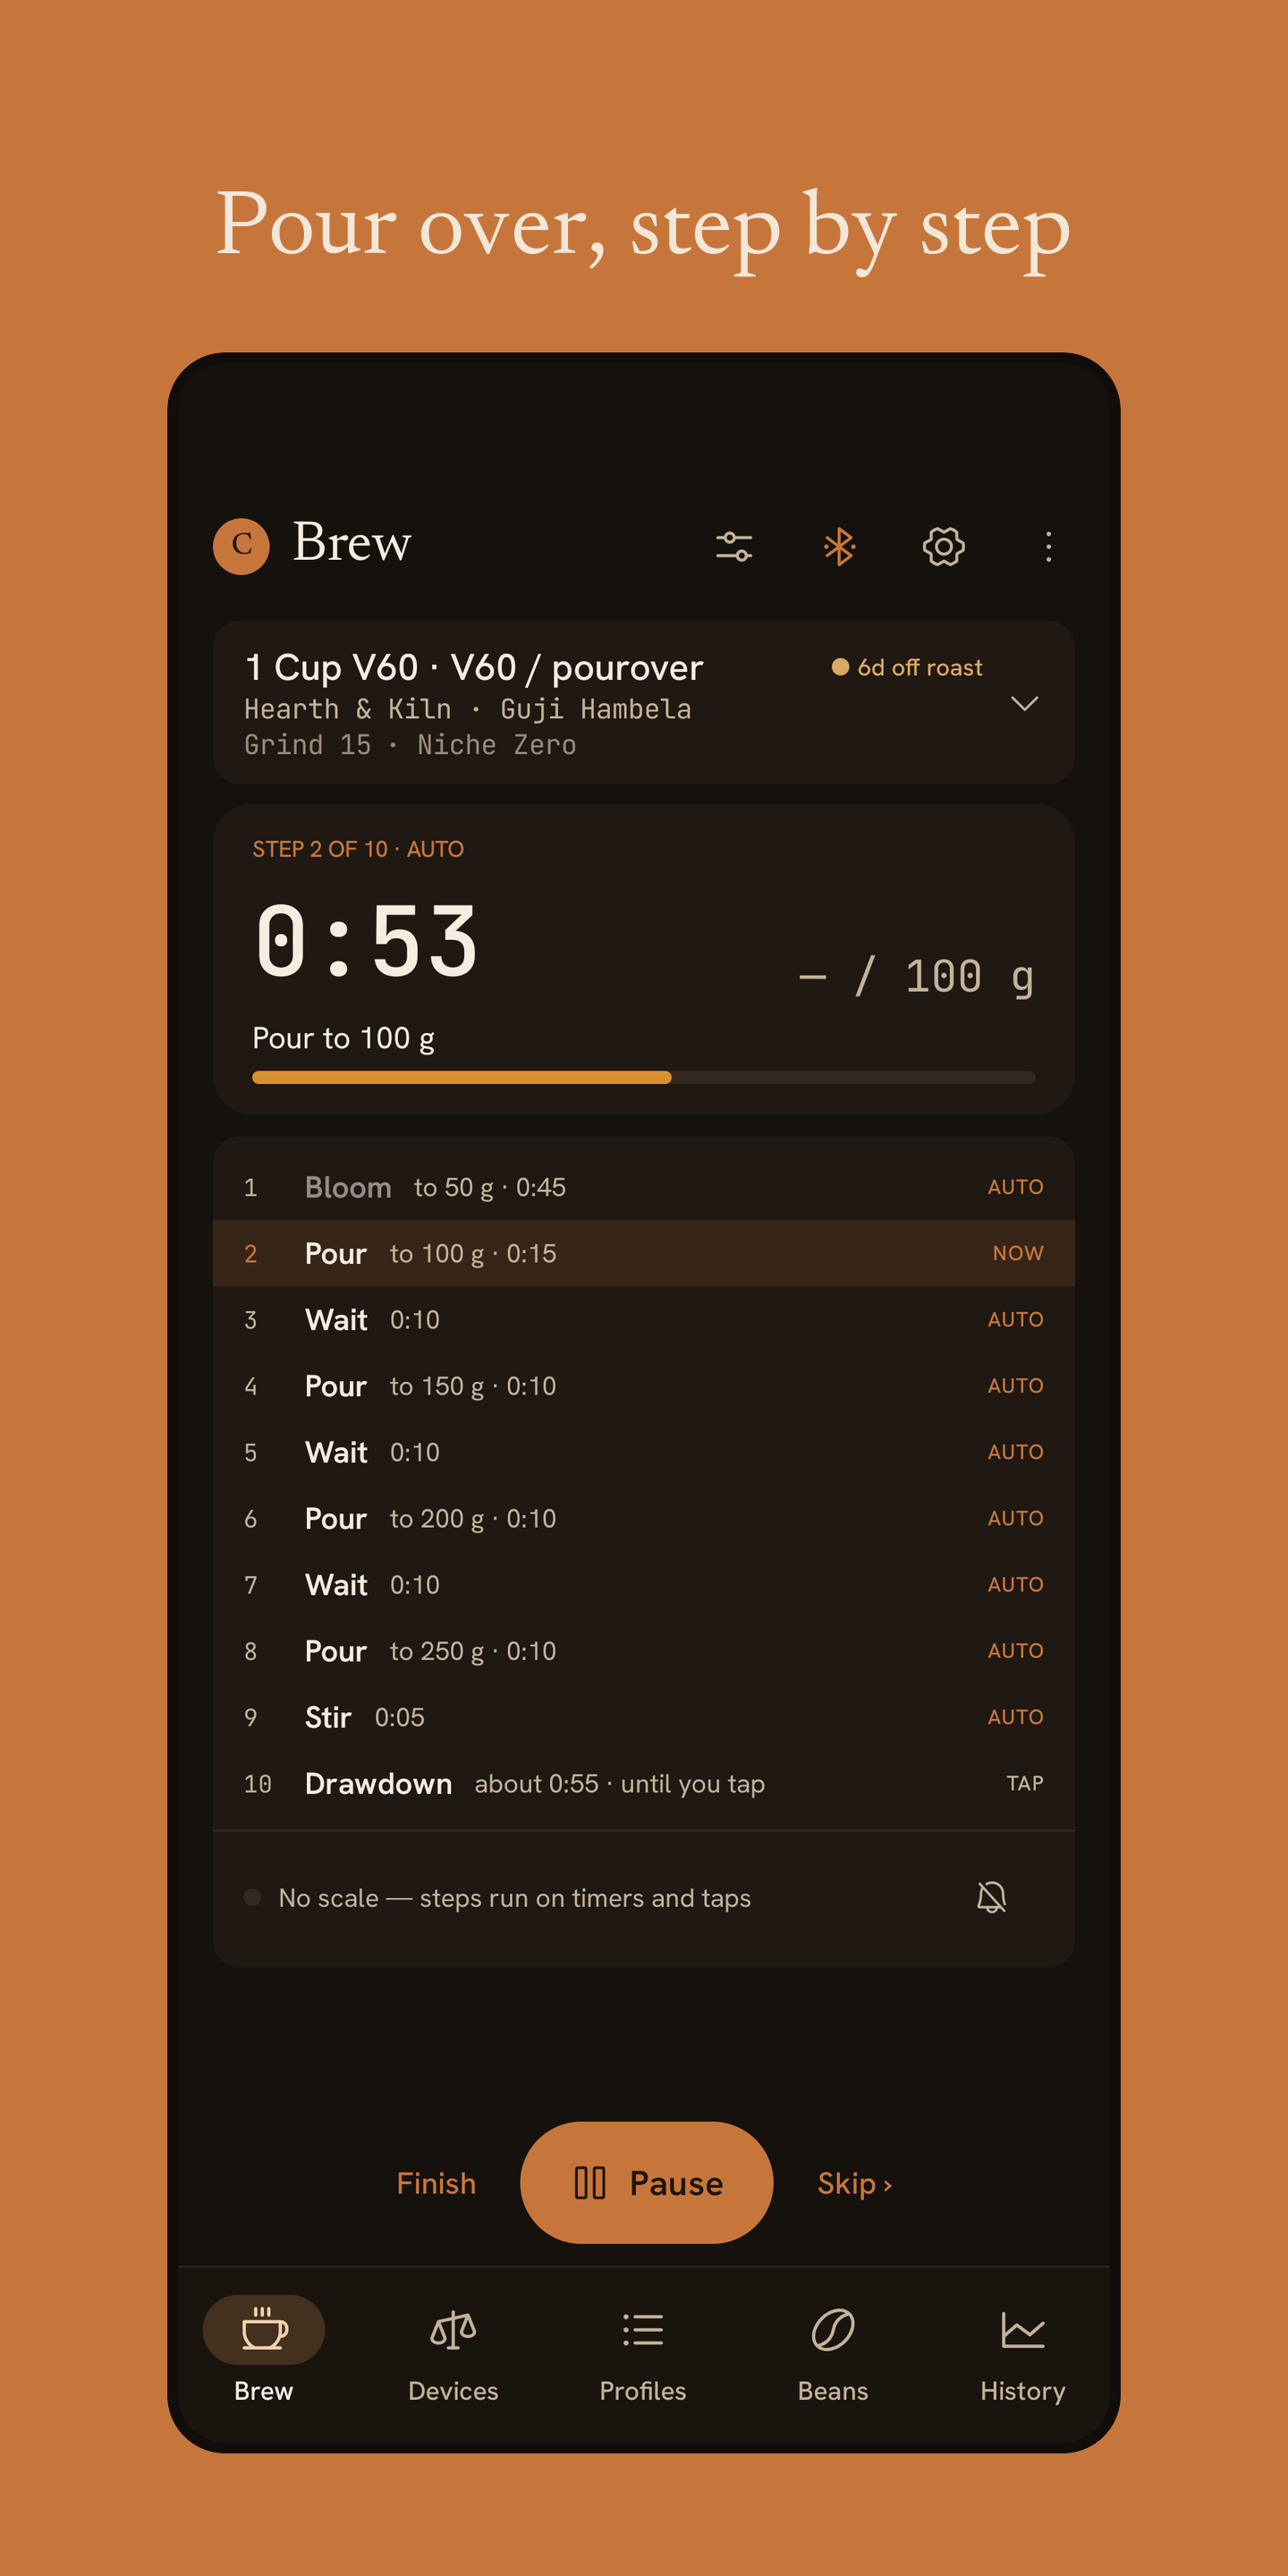 Pour over, step by step
C Brew
1 Cup V60 · V60 / pourover
6d off roast
Hearth & Kiln · Guji Hambela
Grind 15 · Niche Zero
STEP 2 OF 10 · AUTO
0:53
— / 100 g
Pour to 100 g
1 Bloom to 50 g · 0:45 AUTO
2 Pour to 100 g · 0:15 NOW
3 Wait 0:10 AUTO
4 Pour to 150 g · 0:10 AUTO
5 Wait 0:10 AUTO
6 Pour to 200 g · 0:10 AUTO
7 Wait 0:10 AUTO
8 Pour to 250 g · 0:10 AUTO
9 Stir 0:05 AUTO
10 Drawdown about 0:55 · until you tap TAP
No scale — steps run on timers and taps
Finish Pause Skip ›
Brew Devices Profiles Beans History